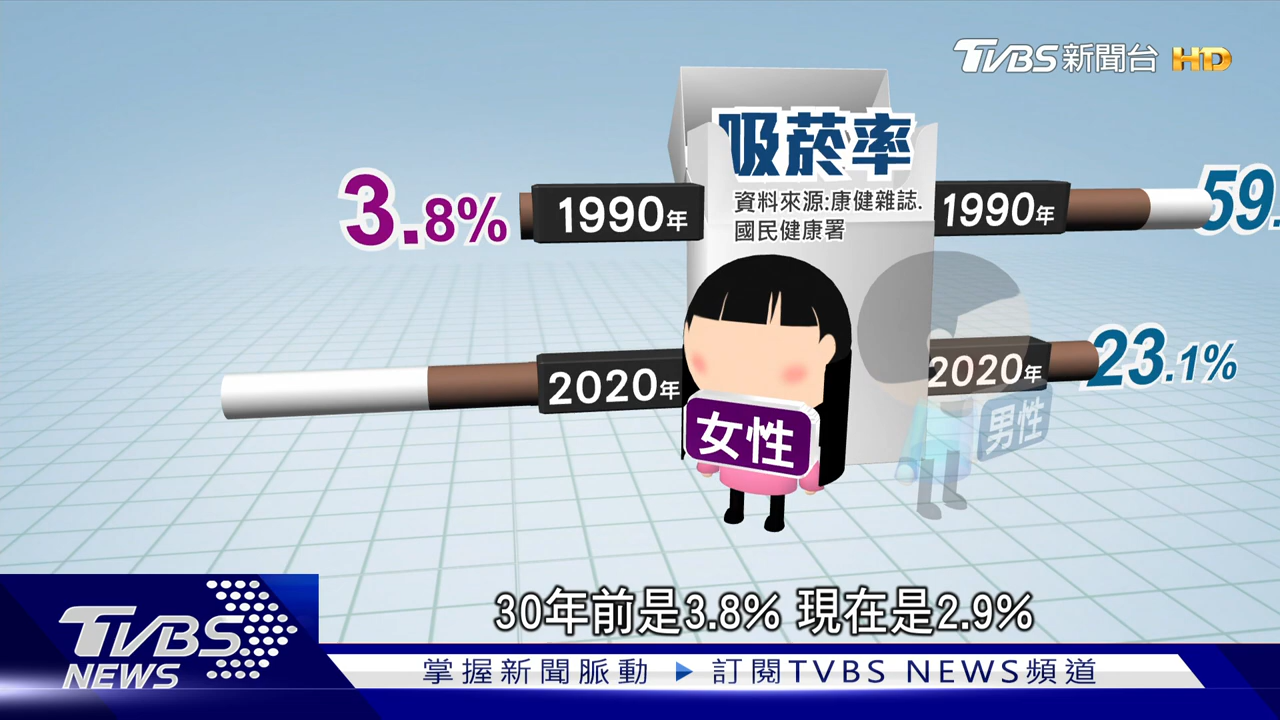 TVBS新聞台 HD
吸菸率
資料來源:康健雜誌.
國民健康署
3.8%
1990年
1990年
59.
2020年
2020年
23.1%
女性
男性
30年前是3.8% 現在是2.9%
TVBS
NEWS
掌握新聞脈動 ▶ 訂閱TVBS NEWS頻道